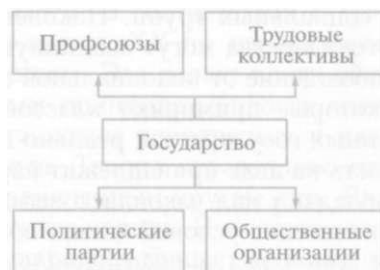 Профсоюзы
Трудовые
коллективы
Государство
Политические
партии
Общественные
организации